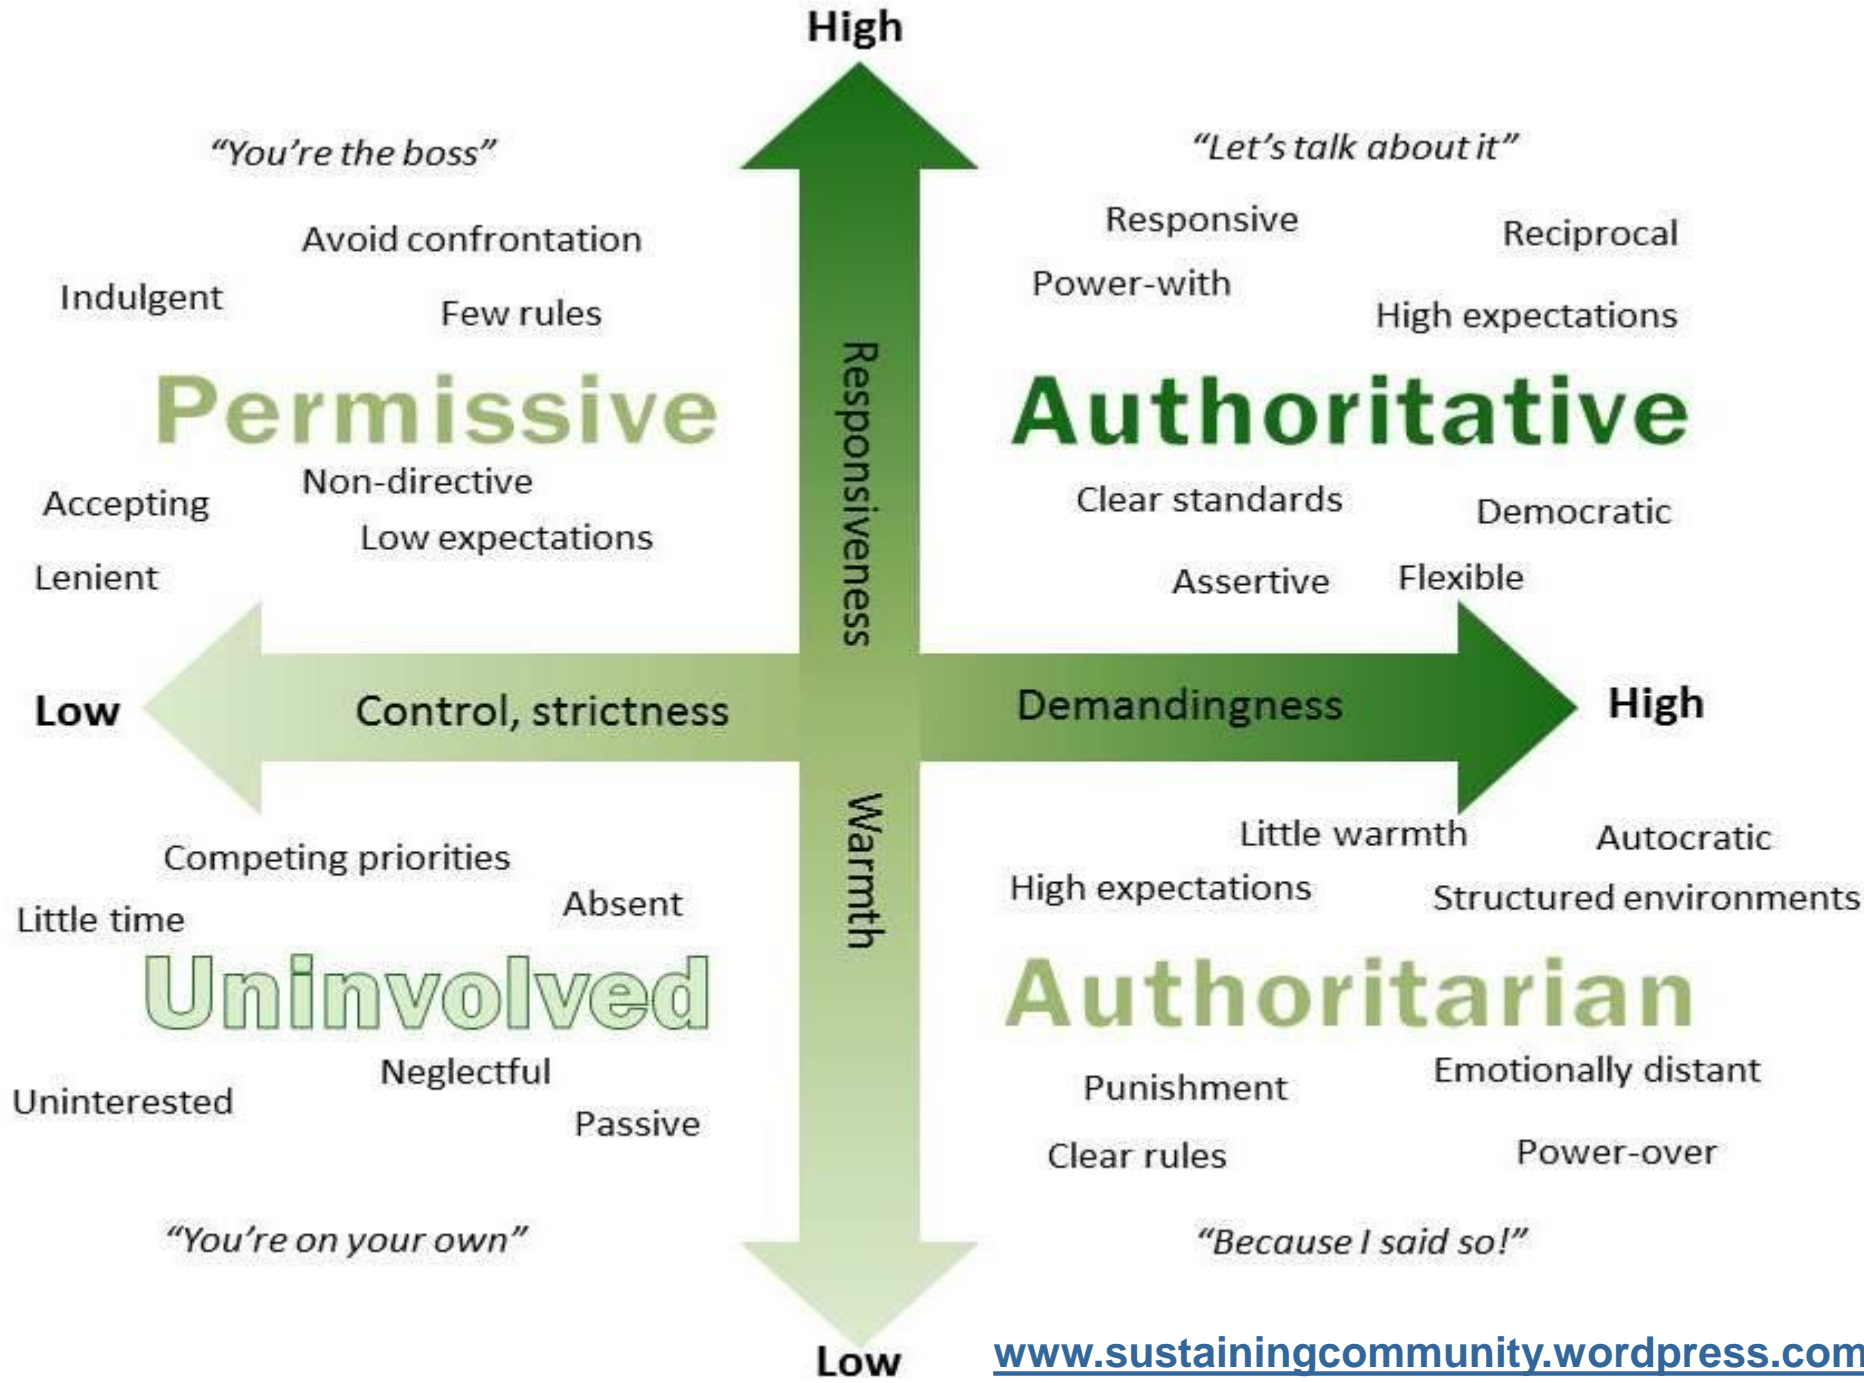 High
“You’re the boss”
Avoid confrontation
Indulgent
Few rules
Permissive
Non-directive
Accepting
Low expectations
Lenient
“Let’s talk about it”
Responsive
Reciprocal
Power-with
High expectations
Authoritative
Clear standards
Democratic
Assertive
Flexible
Responsiveness
Low
Control, strictness
Demandingness
High
Warmth
Competing priorities
Absent
Little time
Uninvolved
Neglectful
Uninterested
Passive
“You’re on your own”
Little warmth
Autocratic
High expectations
Structured environments
Authoritarian
Emotionally distant
Punishment
Clear rules
Power-over
“Because I said so!”
Low
www.sustainingcommunity.wordpress.com